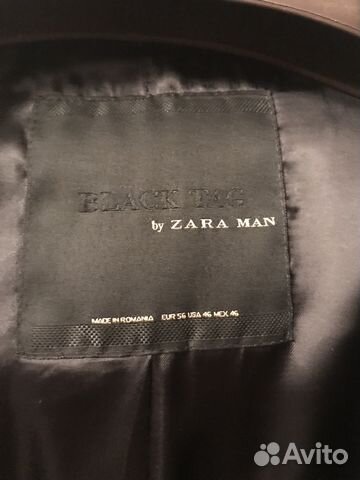 BLACK TAG
by ZARA MAN
MADE IN ROMANIA EUR 56 USA 46 MEX 46
Avito